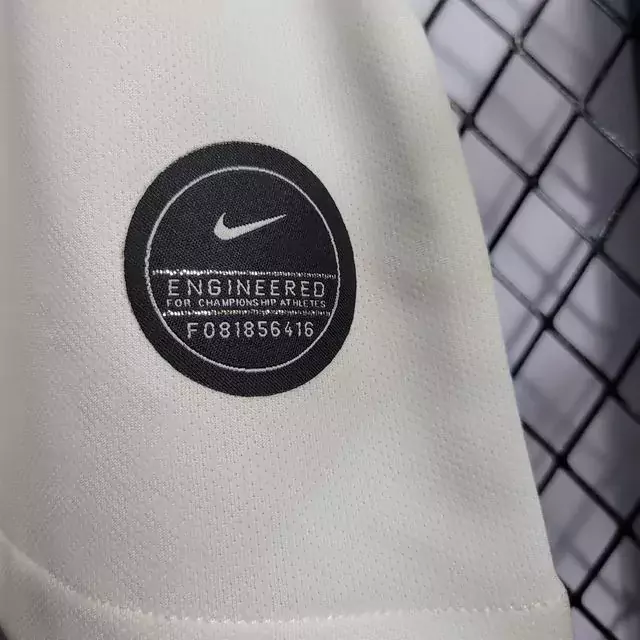 ENGINEERED
FOR CHAMPIONSHIP ATHLETES
F081856416